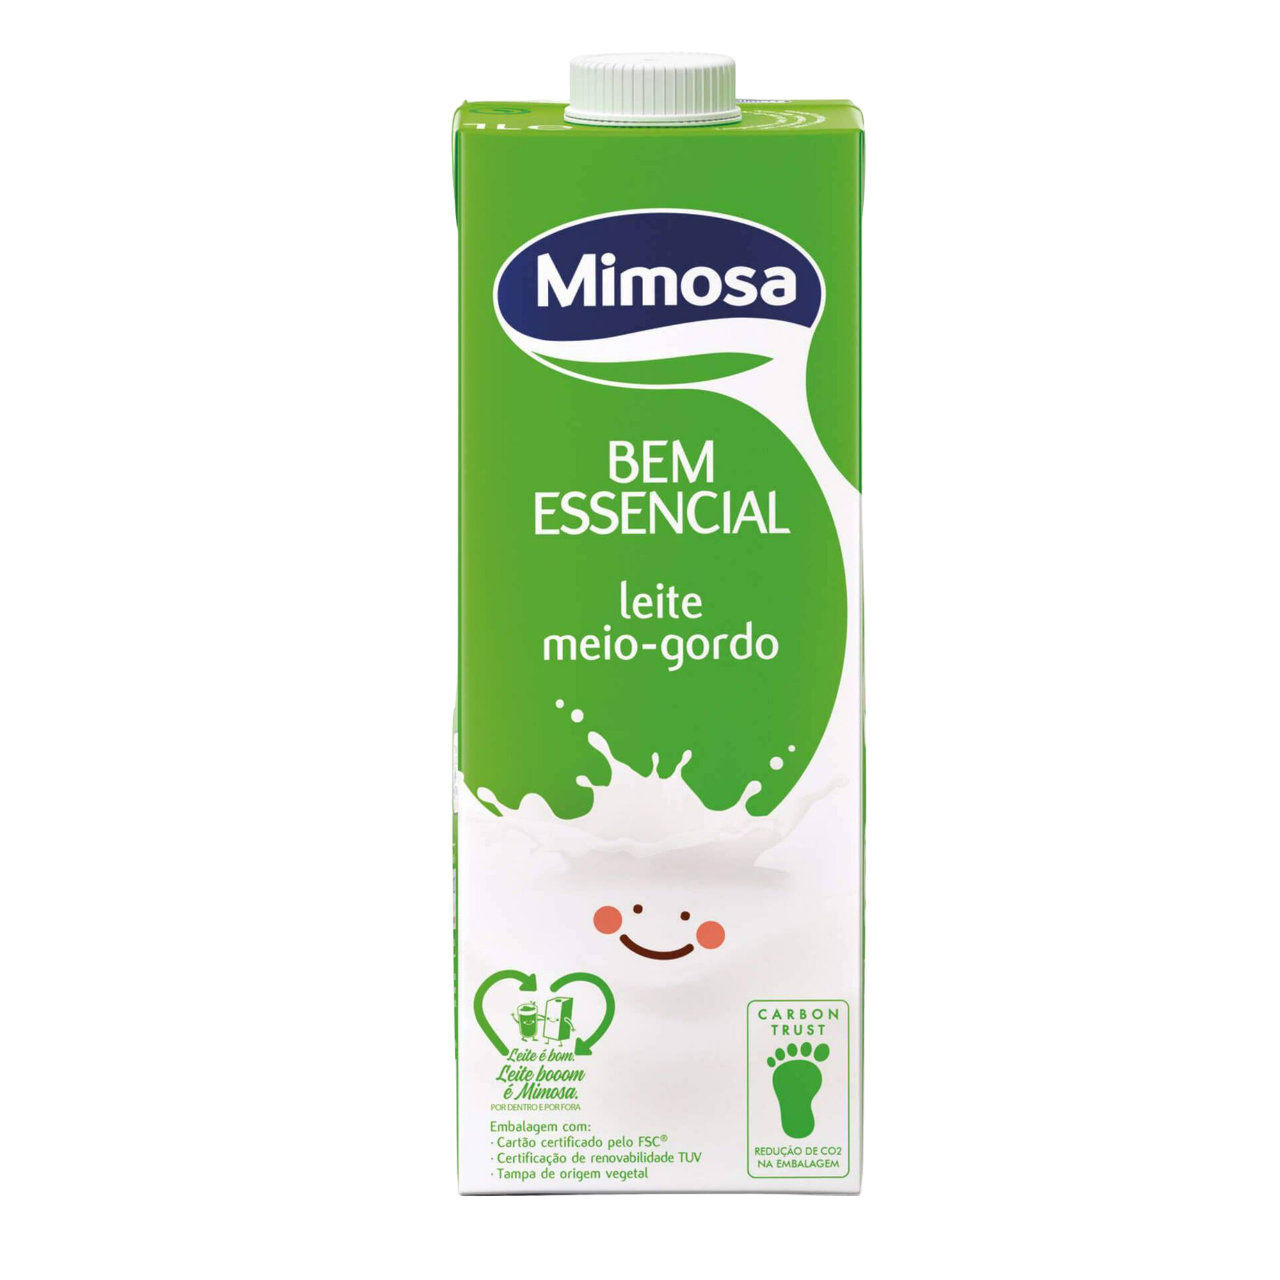 1L
Mimosa
BEM
ESSENCIAL
leite
meio-gordo
Leite é bom.
Leite booom
é Mimosa.
POR DENTRO E POR FORA
Embalagem com:
· Cartão certificado pelo FSC®
· Certificação de renovabilidade TUV
· Tampa de origem vegetal
CARBON
TRUST
REDUÇÃO DE CO2
NA EMBALAGEM